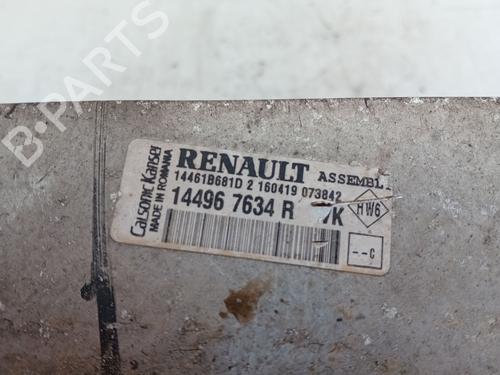 B-PARTS
RENAULT ASSEMBL
14461B681D 2 160419 073842
14496 7634 R
HW6
--C
Calsonic Kansei
MADE IN ROMANIA